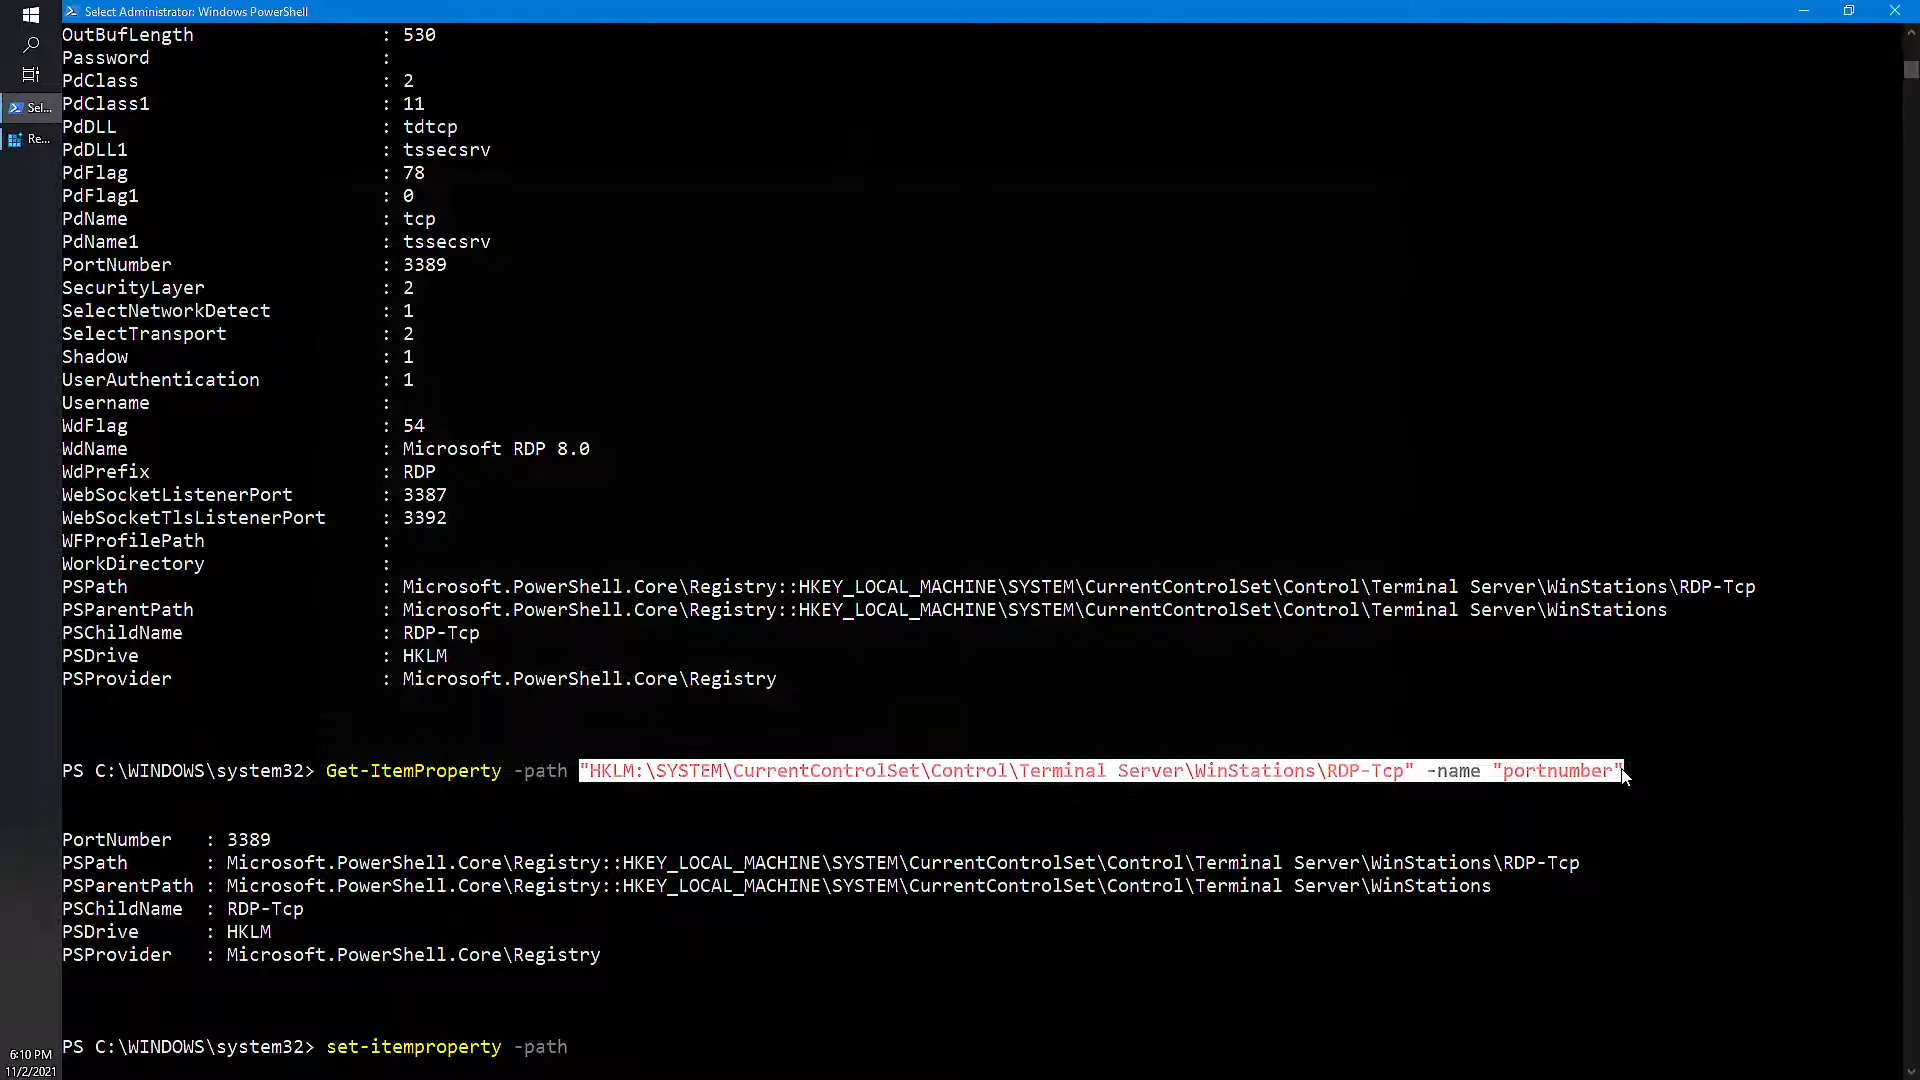 Select Administrator: Windows PowerShell
OutBufLength : 530
Password :
PdClass : 2
PdClass1 : 11
PdDLL : tdtcp
PdDLL1 : tssecsrv
PdFlag : 78
PdFlag1 : 0
PdName : tcp
PdName1 : tssecsrv
PortNumber : 3389
SecurityLayer : 2
SelectNetworkDetect : 1
SelectTransport : 2
Shadow : 1
UserAuthentication : 1
Username :
WdFlag : 54
WdName : Microsoft RDP 8.0
WdPrefix : RDP
WebSocketListenerPort : 3387
WebSocketTlsListenerPort : 3392
WFProfilePath :
WorkDirectory :
PSPath : Microsoft.PowerShell.Core\Registry::HKEY_LOCAL_MACHINE\SYSTEM\CurrentControlSet\Control\Terminal Server\WinStations\RDP-Tcp
PSParentPath : Microsoft.PowerShell.Core\Registry::HKEY_LOCAL_MACHINE\SYSTEM\CurrentControlSet\Control\Terminal Server\WinStations
PSChildName : RDP-Tcp
PSDrive : HKLM
PSProvider : Microsoft.PowerShell.Core\Registry
PS C:\WINDOWS\system32> Get-ItemProperty -path "HKLM:\SYSTEM\CurrentControlSet\Control\Terminal Server\WinStations\RDP-Tcp" -name "portnumber"
PortNumber : 3389
PSPath : Microsoft.PowerShell.Core\Registry::HKEY_LOCAL_MACHINE\SYSTEM\CurrentControlSet\Control\Terminal Server\WinStations\RDP-Tcp
PSParentPath : Microsoft.PowerShell.Core\Registry::HKEY_LOCAL_MACHINE\SYSTEM\CurrentControlSet\Control\Terminal Server\WinStations
PSChildName : RDP-Tcp
PSDrive : HKLM
PSProvider : Microsoft.PowerShell.Core\Registry
PS C:\WINDOWS\system32> set-itemproperty -path
Sel...
Re...
6:10 PM
11/2/2021